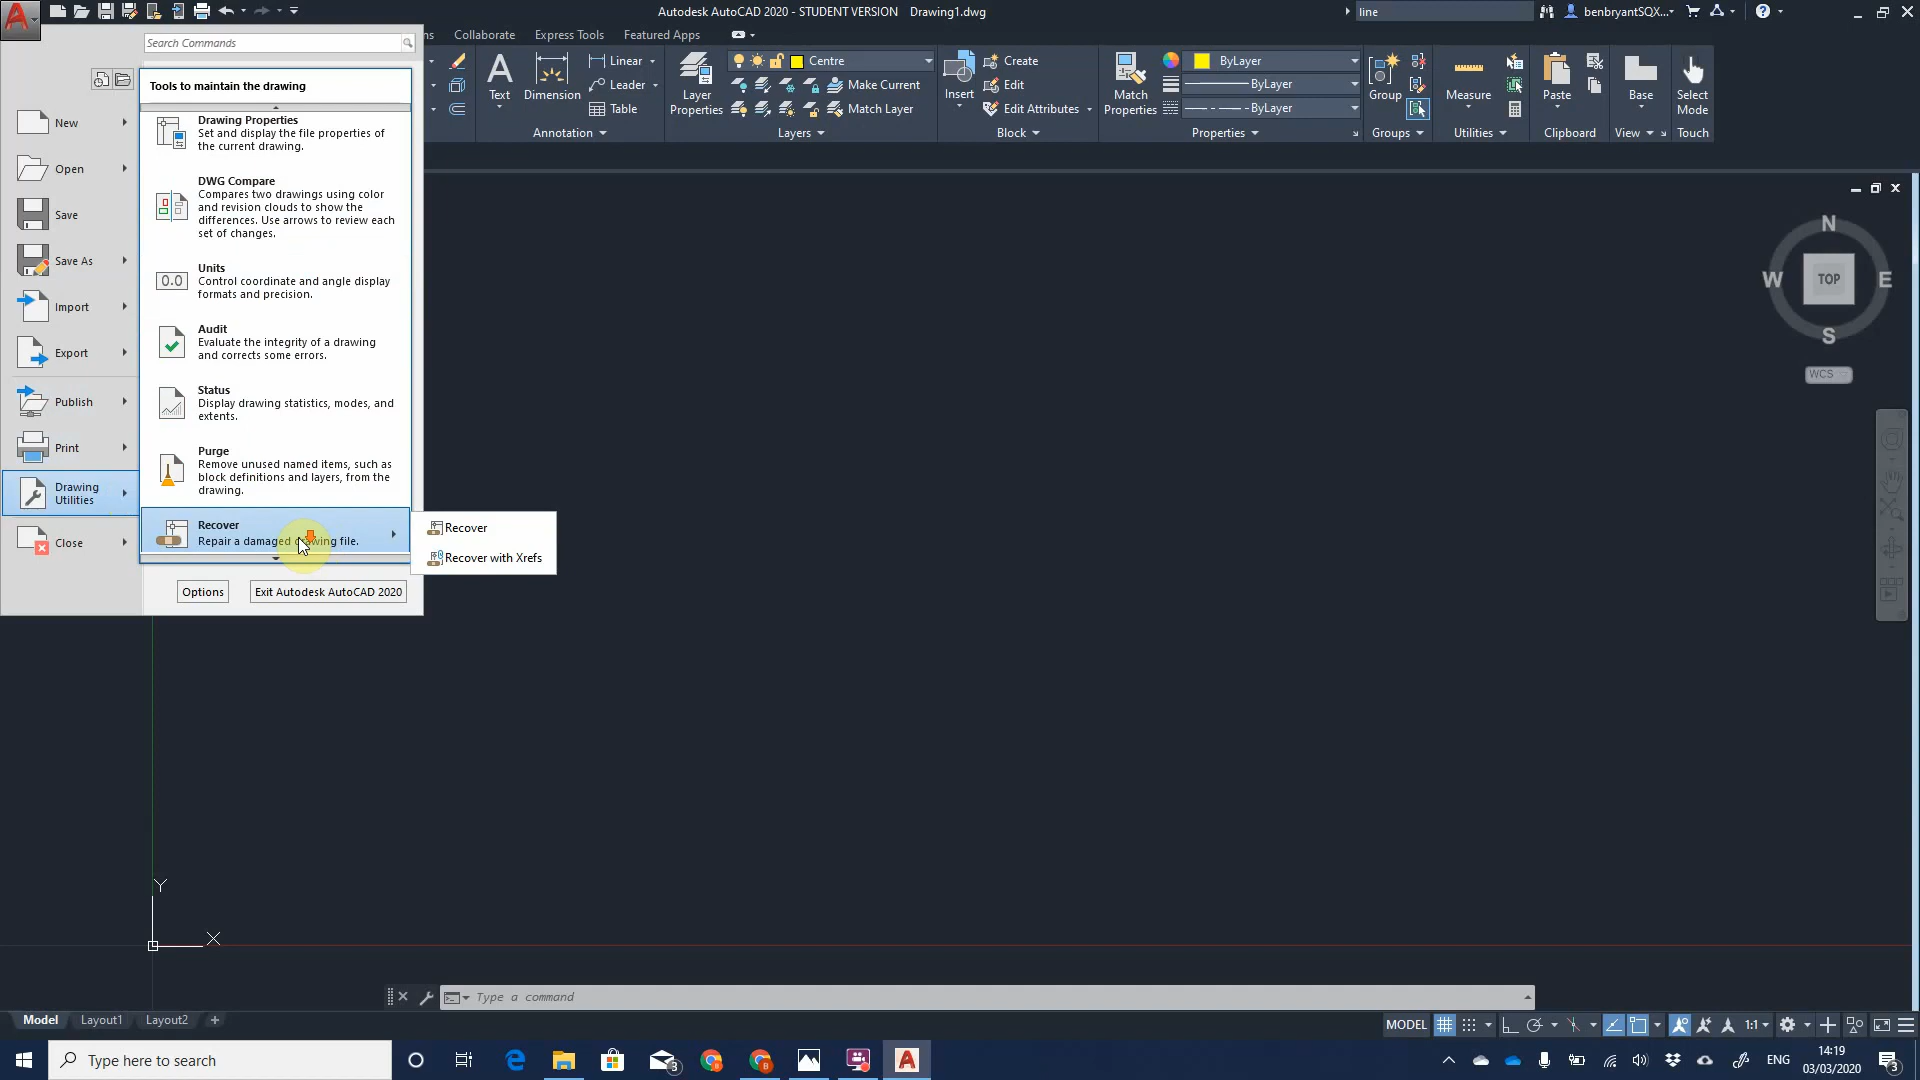 Autodesk AutoCAD 2020 - STUDENT VERSION Drawing1.dwg
line
benbryantSQX...
Search Commands
Collaborate
Express Tools
Featured Apps
Tools to maintain the drawing
Drawing Properties
Set and display the file properties of
the current drawing.
DWG Compare
Compares two drawings using color
and revision clouds to show the
differences. Use arrows to review each
set of changes.
Units
Control coordinate and angle display
formats and precision.
Audit
Evaluate the integrity of a drawing
and corrects some errors.
Status
Display drawing statistics, modes, and
extents.
Purge
Remove unused named items, such as
block definitions and layers, from the
drawing.
Recover
Repair a damaged drawing file.
Recover
Recover with Xrefs
Options
Exit Autodesk AutoCAD 2020
New
Open
Save
Save As
Import
Export
Publish
Print
Drawing
Utilities
Close
0.0
A
Text
Dimension
Linear
Leader
Table
Annotation
Layer
Properties
Centre
Make Current
Match Layer
Layers
Insert
Create
Edit
Edit Attributes
Block
Match
Properties
ByLayer
ByLayer
ByLayer
Properties
Group
Groups
Measure
Utilities
Paste
Clipboard
Base
View
Select
Mode
Touch
N
W
TOP
E
S
WCS
Y
X
Type a command
Model
Layout1
Layout2
+
MODEL
1:1
Type here to search
3
ENG
14:19
03/03/2020
3